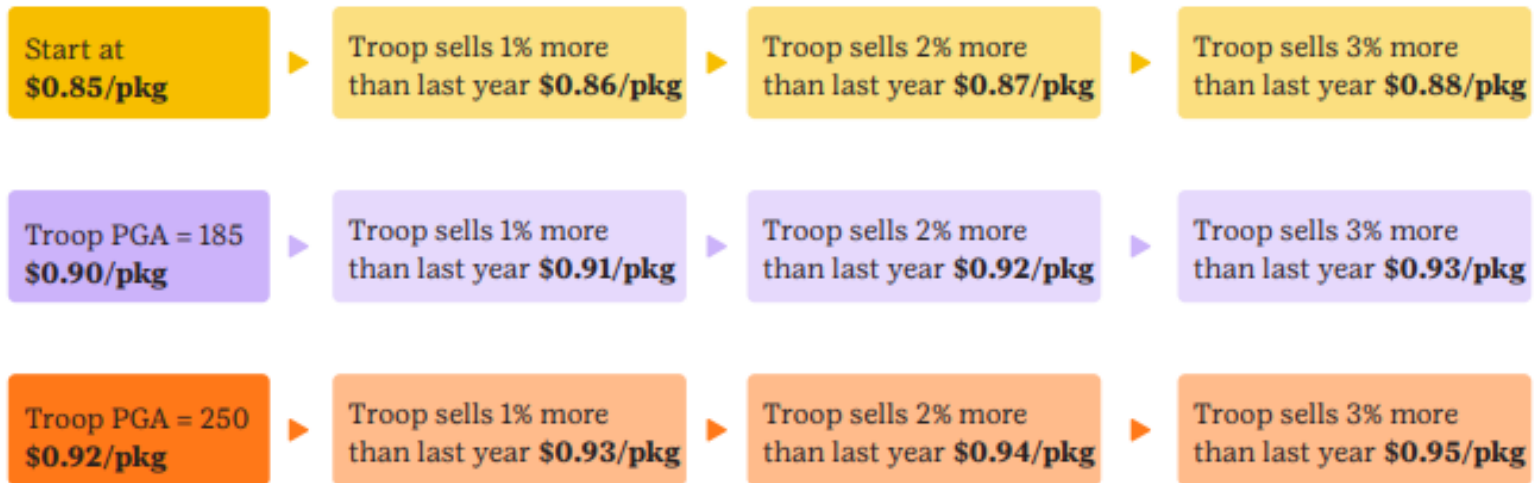 Start at
$0.85/pkg
Troop sells 1% more
than last year $0.86/pkg
Troop sells 2% more
than last year $0.87/pkg
Troop sells 3% more
than last year $0.88/pkg
Troop PGA = 185
$0.90/pkg
Troop sells 1% more
than last year $0.91/pkg
Troop sells 2% more
than last year $0.92/pkg
Troop sells 3% more
than last year $0.93/pkg
Troop PGA = 250
$0.92/pkg
Troop sells 1% more
than last year $0.93/pkg
Troop sells 2% more
than last year $0.94/pkg
Troop sells 3% more
than last year $0.95/pkg